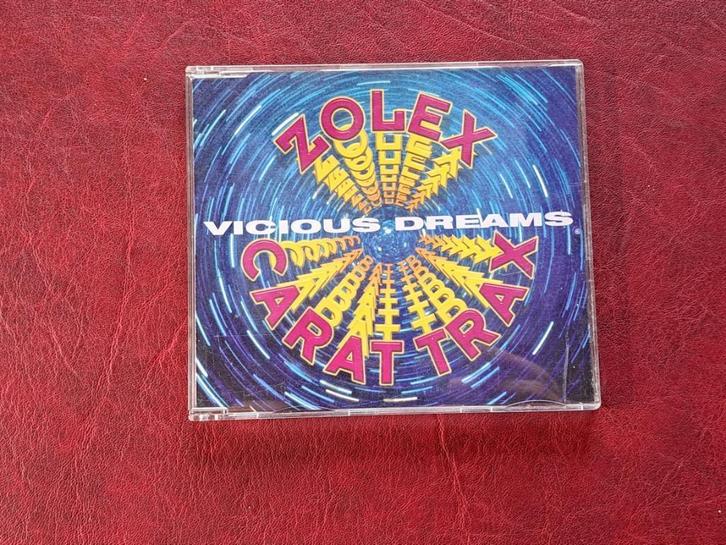 ZOLEX
VICIOUS DREAMS
CARAT TRAX